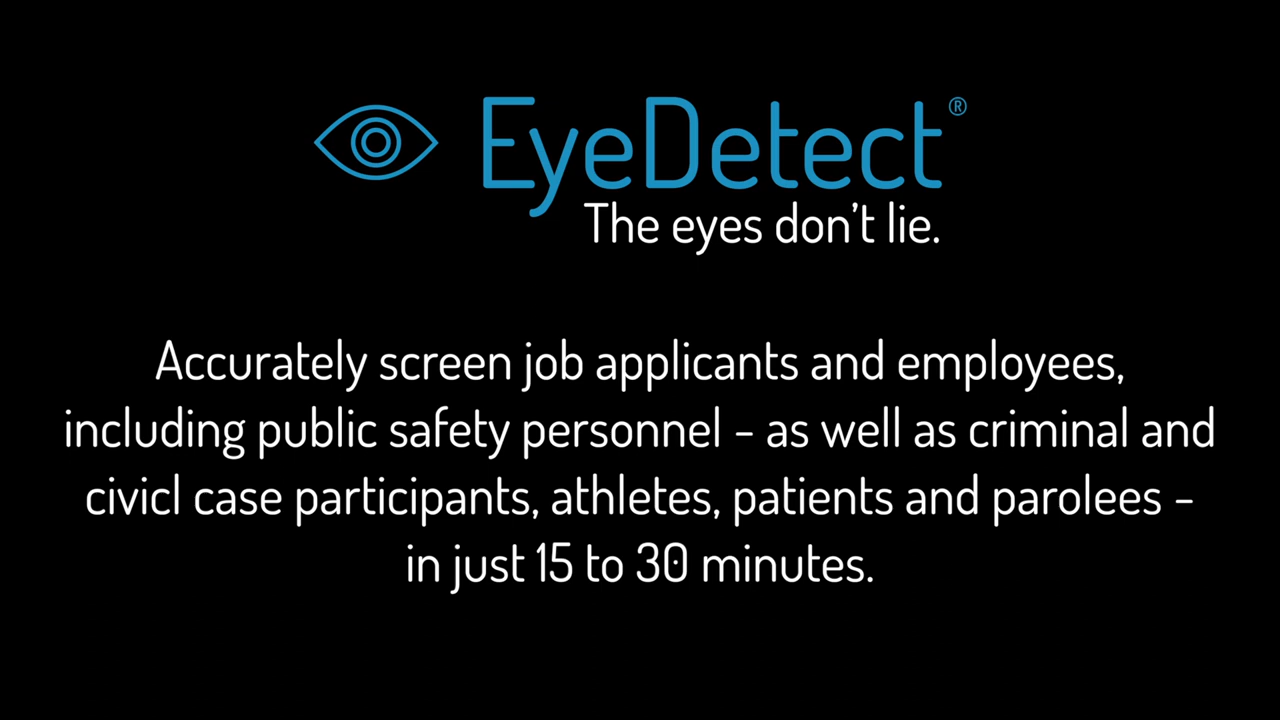 EyeDetect®
The eyes don't lie.
Accurately screen job applicants and employees,
including public safety personnel - as well as criminal and
civicl case participants, athletes, patients and parolees -
in just 15 to 30 minutes.